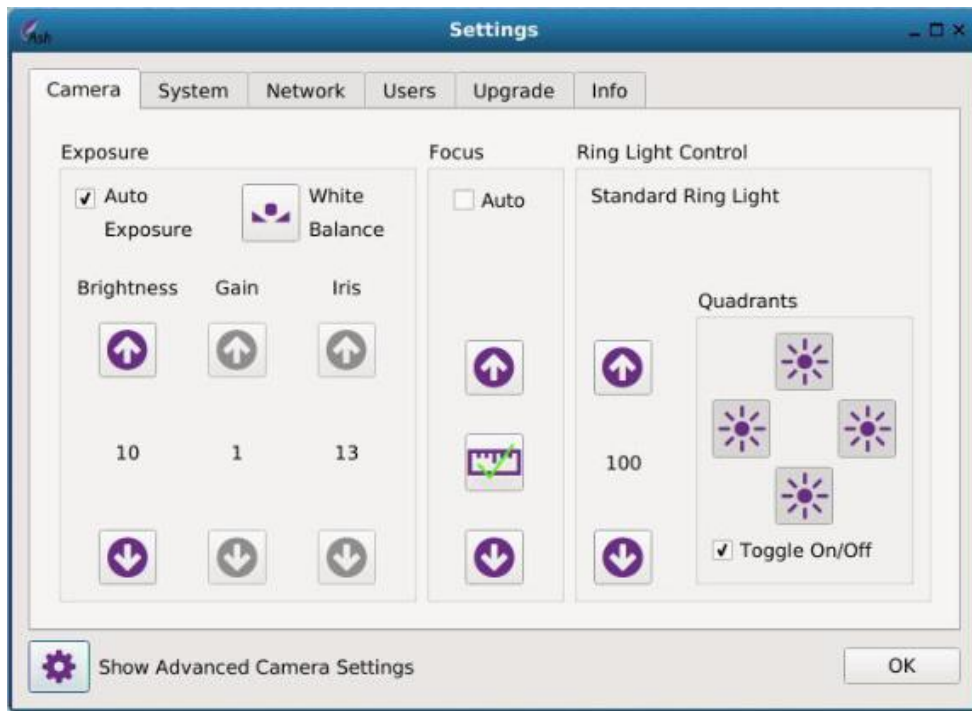 Ash
Settings
Camera System Network Users Upgrade Info
Exposure
Auto
Exposure
White
Balance
Brightness Gain Iris
10 1 13
Focus
Auto
Ring Light Control
Standard Ring Light
100
Quadrants
Toggle On/Off
Show Advanced Camera Settings
OK